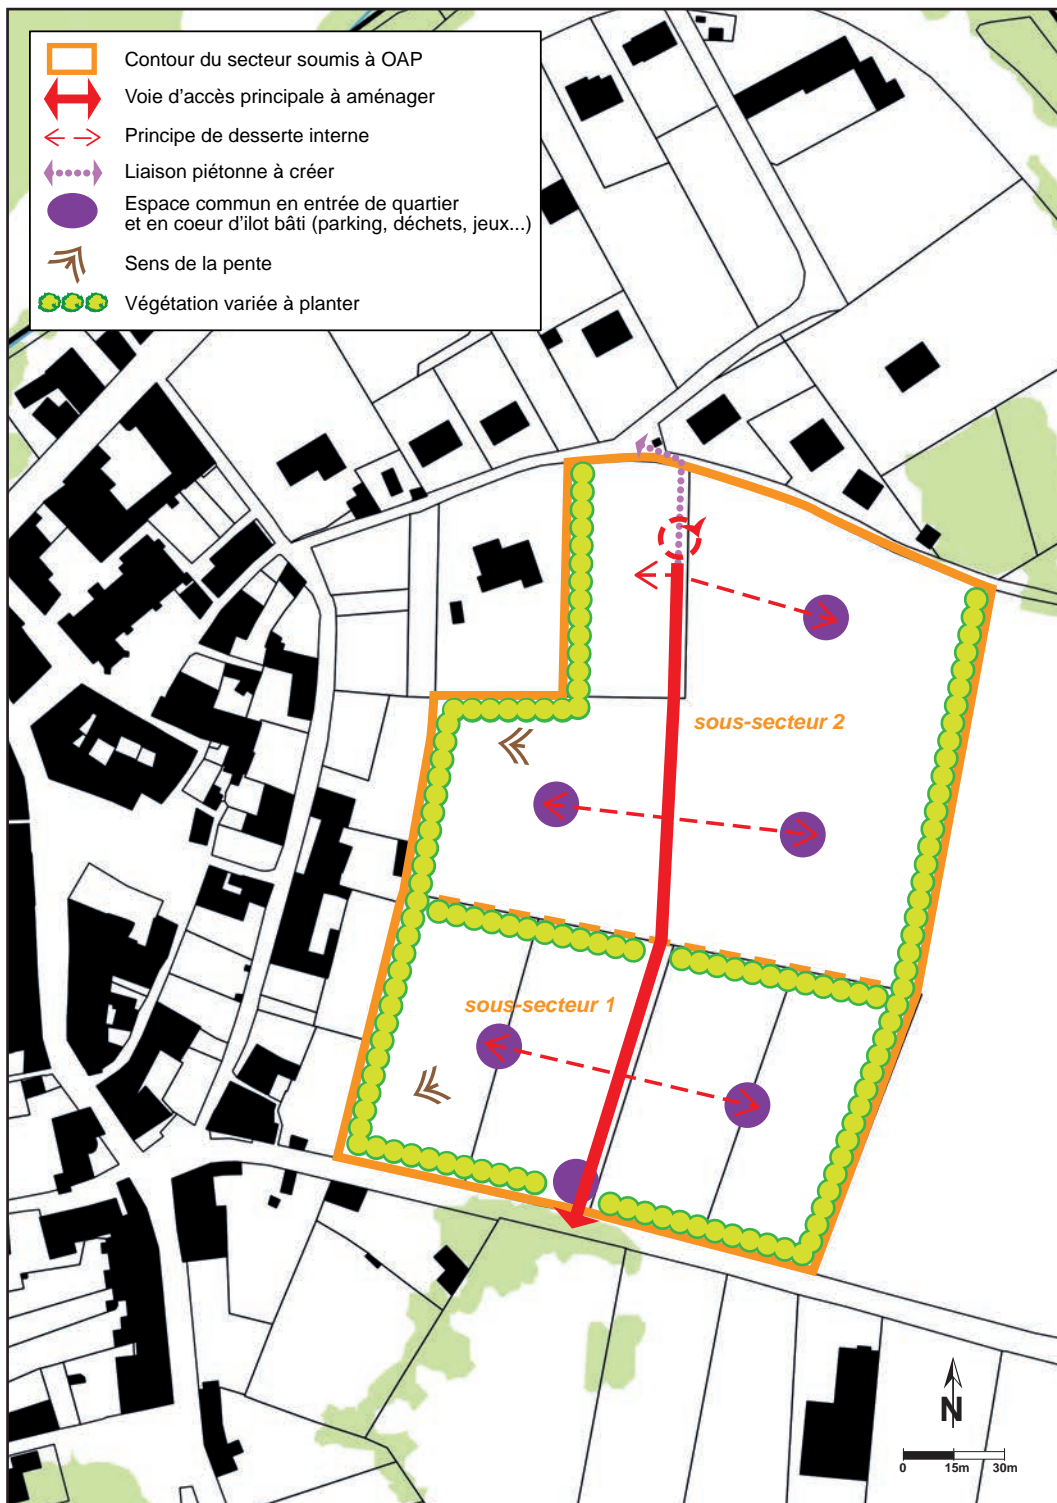 Contour du secteur soumis à OAP
Voie d'accès principale à aménager
Principe de desserte interne
Liaison piétonne à créer
Espace commun en entrée de quartier
et en coeur d'ilot bâti (parking, déchets, jeux...)
Sens de la pente
Végétation variée à planter
sous-secteur 2
sous-secteur 1
N
0 15m 30m